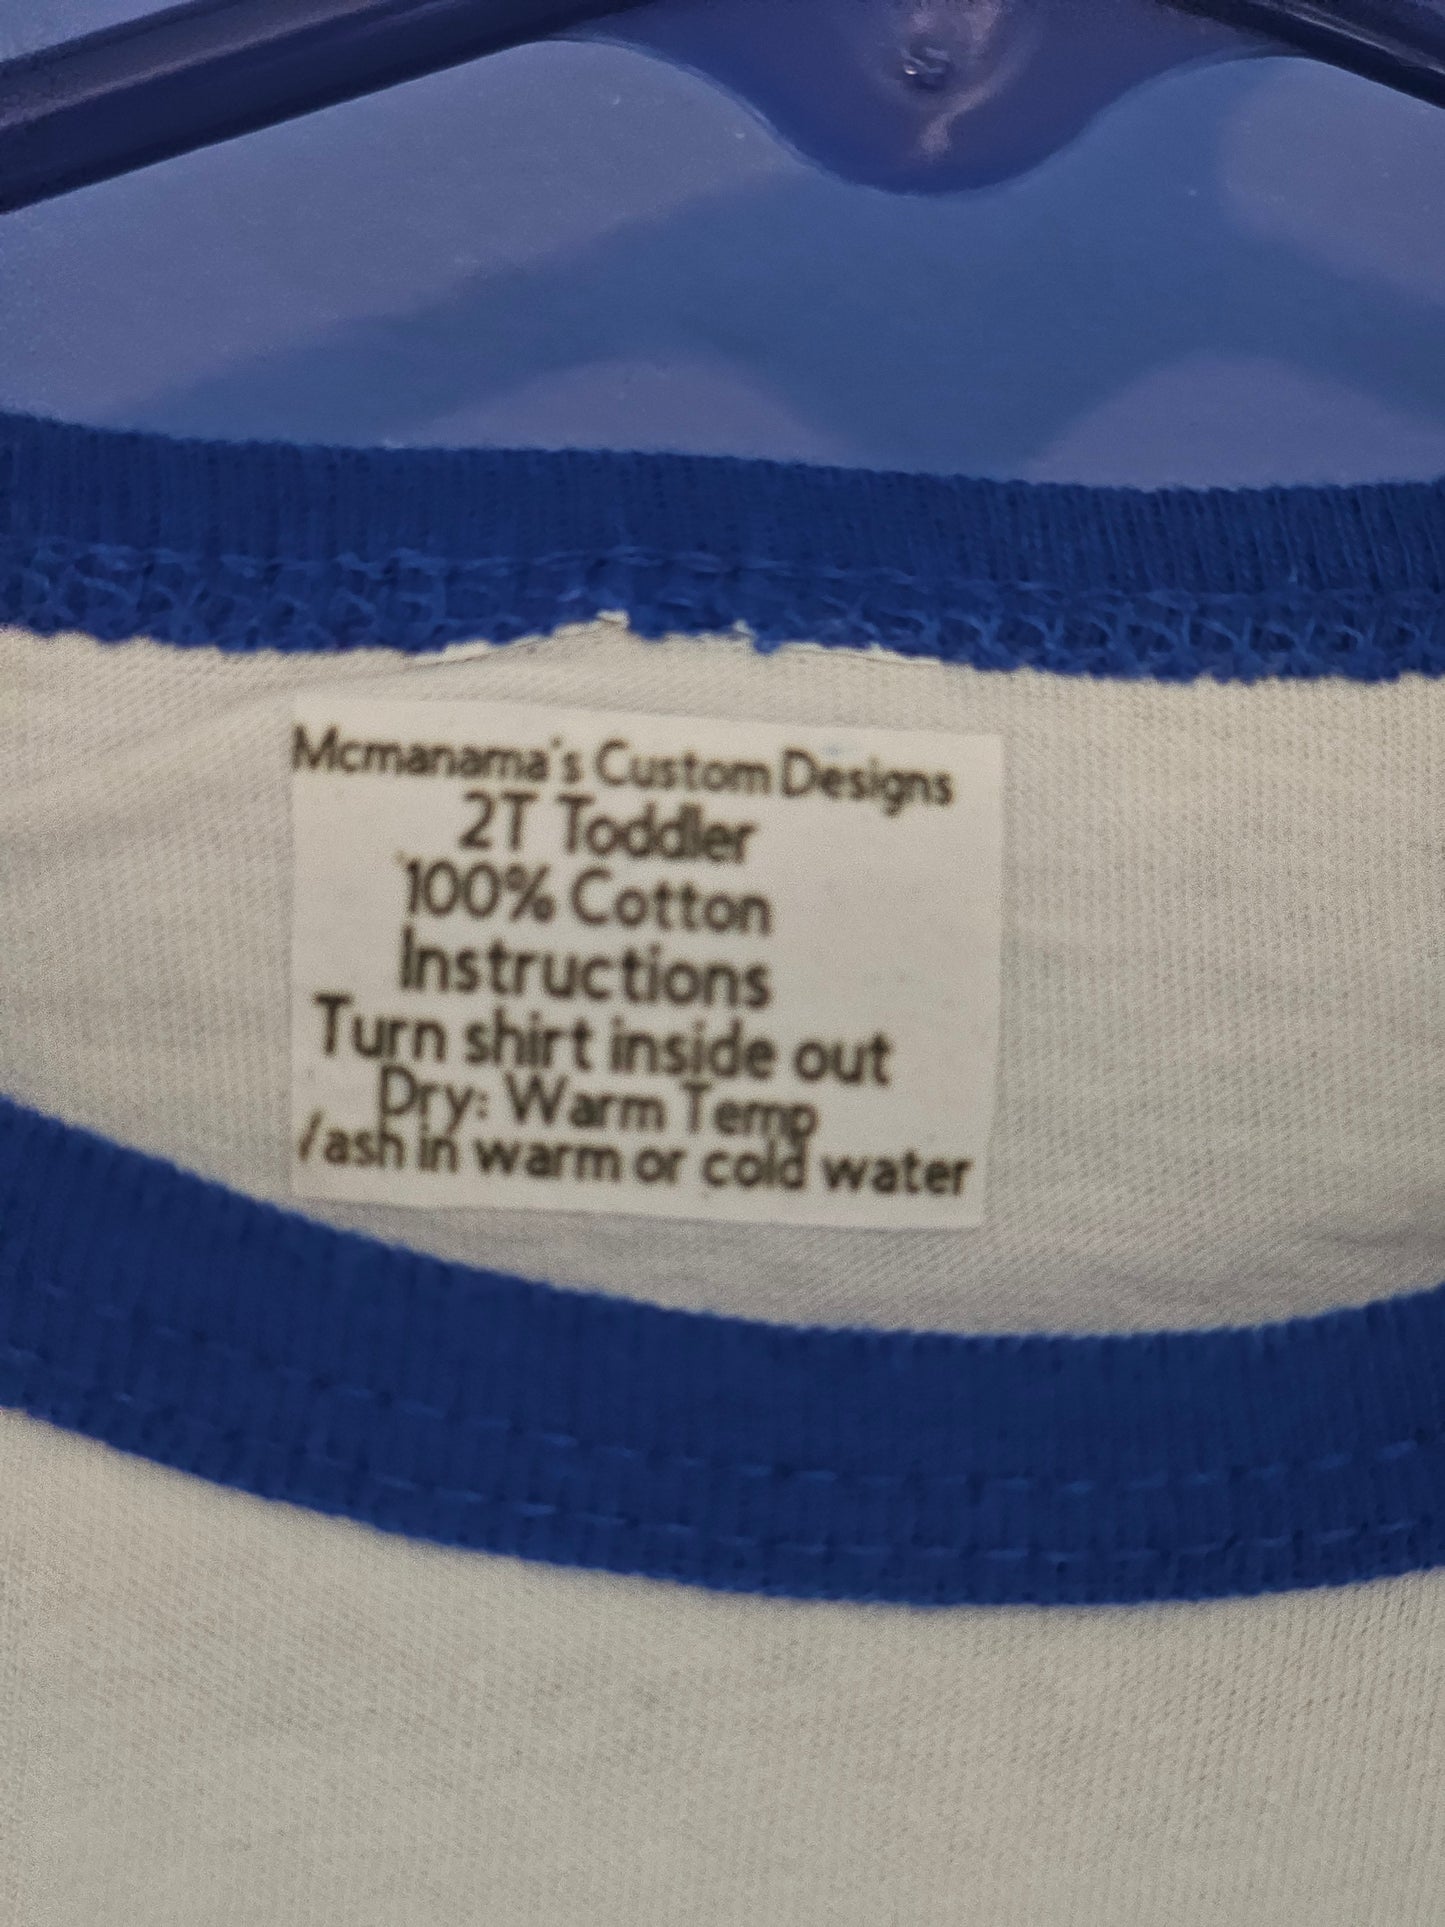 Mcmanama's Custom Designs
2T Toddler
100% Cotton
Instructions
Turn shirt inside out
Dry: Warm Temp
/ash in warm or cold water